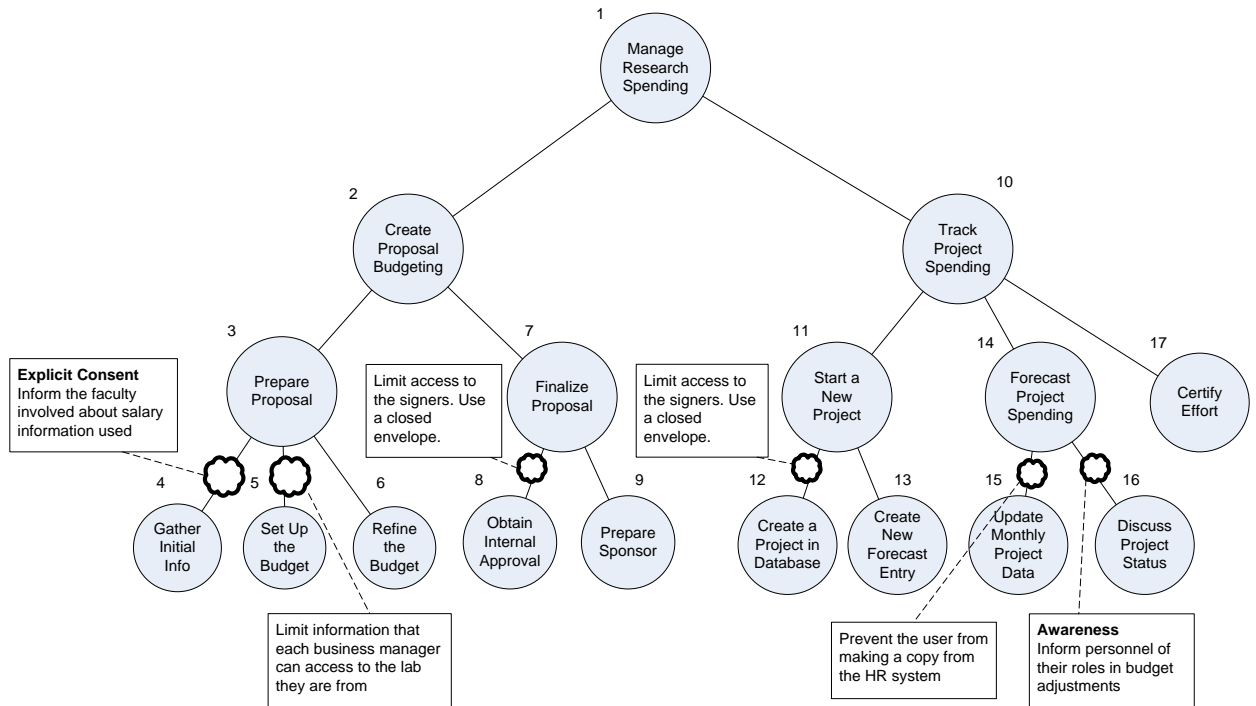 1
Manage
Research
Spending
2
Create
Proposal
Budgeting
10
Track
Project
Spending
3
Prepare
Proposal
7
Finalize
Proposal
11
Start a
New
Project
14
Forecast
Project
Spending
17
Certify
Effort
Explicit Consent
Inform the faculty
involved about salary
information used
Limit access to
the signers. Use
a closed
envelope.
Limit access to
the signers. Use
a closed
envelope.
4
Gather
Initial
Info
5
Set Up
the
Budget
6
Refine
the
Budget
8
Obtain
Internal
Approval
9
Prepare
Sponsor
12
Create a
Project in
Database
13
Create
New
Forecast
Entry
15
Update
Monthly
Project
Data
16
Discuss
Project
Status
Limit information that
each business manager
can access to the lab
they are from
Prevent the user from
making a copy from
the HR system
Awareness
Inform personnel of
their roles in budget
adjustments